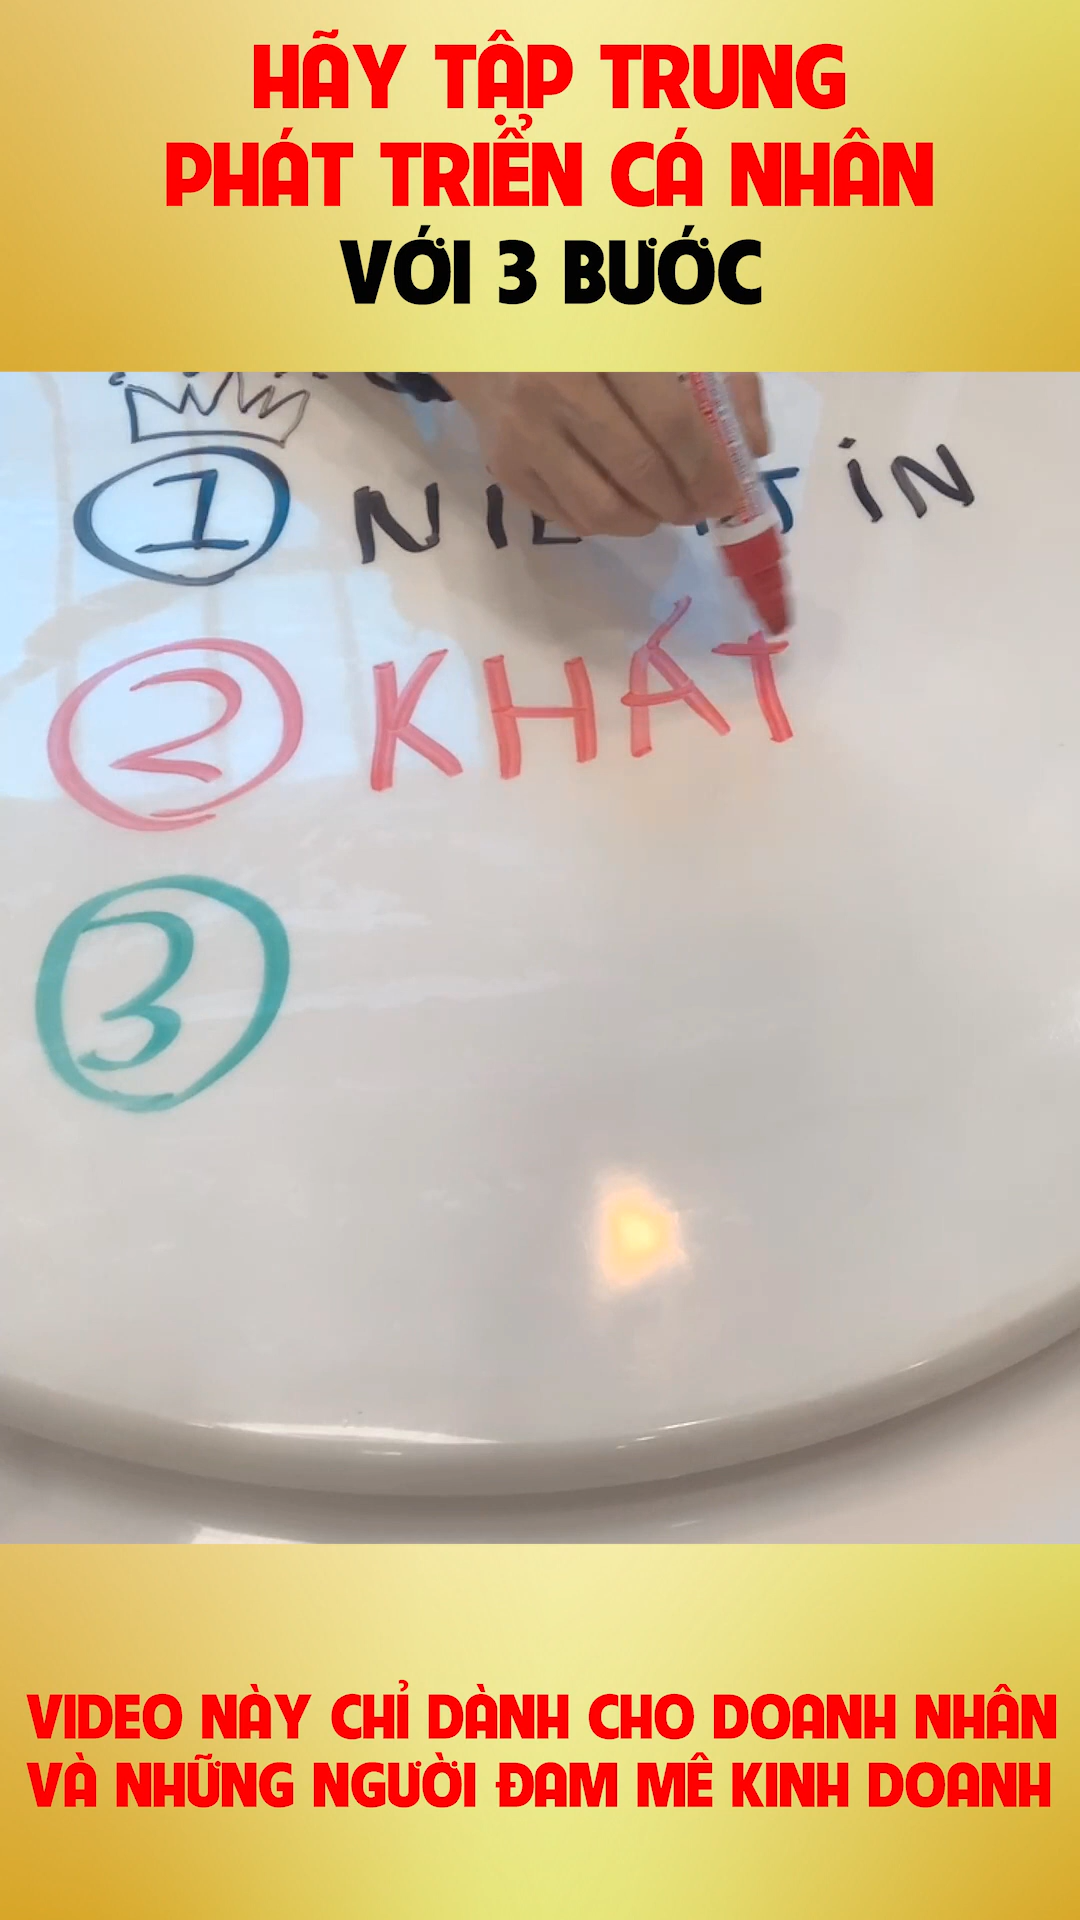 HÃY TẬP TRUNG
PHÁT TRIỂN CÁ NHÂN
VỚI 3 BƯỚC
1 TIN
2 KHÁT
3
VIDEO NÀY CHỈ DÀNH CHO DOANH NHÂN
VÀ NHỮNG NGƯỜI ĐAM MÊ KINH DOANH